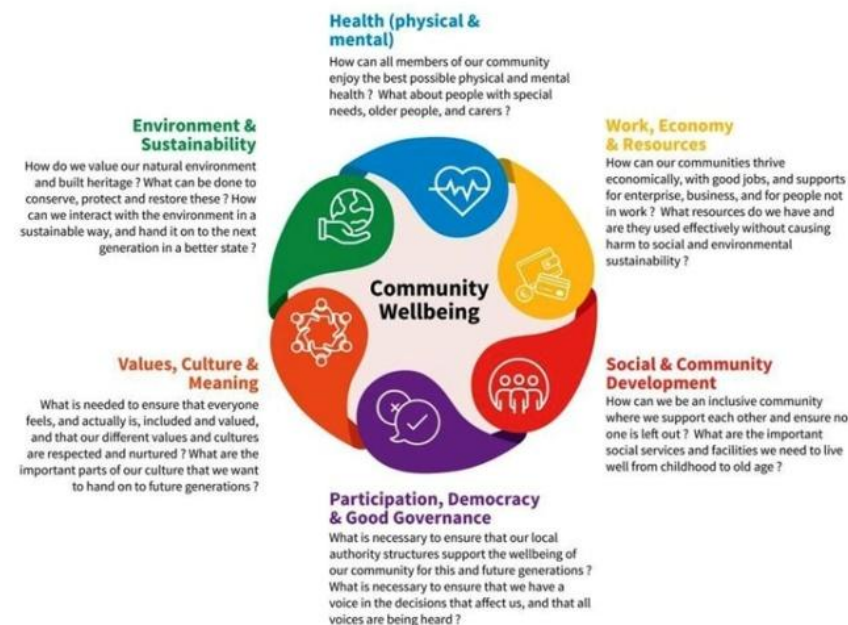 Health (physical &
mental)
How can all members of our community
enjoy the best possible physical and mental
health ? What about people with special
needs, older people, and carers ?
Environment &
Sustainability
How do we value our natural environment
and built heritage ? What can be done to
conserve, protect and restore these ? How
can we interact with the environment in a
sustainable way, and hand it on to the next
generation in a better state ?
Work, Economy
& Resources
How can our communities thrive
economically, with good jobs, and supports
for enterprise, business, and for people not
in work ? What resources do we have and
are they used effectively without causing
harm to social and environmental
sustainability ?
Community
Wellbeing
Values, Culture &
Meaning
What is needed to ensure that everyone
feels, and actually is, included and valued,
and that our different values and cultures
are respected and nurtured ? What are the
important parts of our culture that we want
to hand on to future generations ?
Social & Community
Development
How can we be an inclusive community
where we support each other and ensure no
one is left out ? What are the important
social services and facilities we need to live
well from childhood to old age ?
Participation, Democracy
& Good Governance
What is necessary to ensure that our local
authority structures support the wellbeing of
our community for this and future generations ?
What is necessary to ensure that we have a
voice in the decisions that affect us, and that all
voices are being heard ?